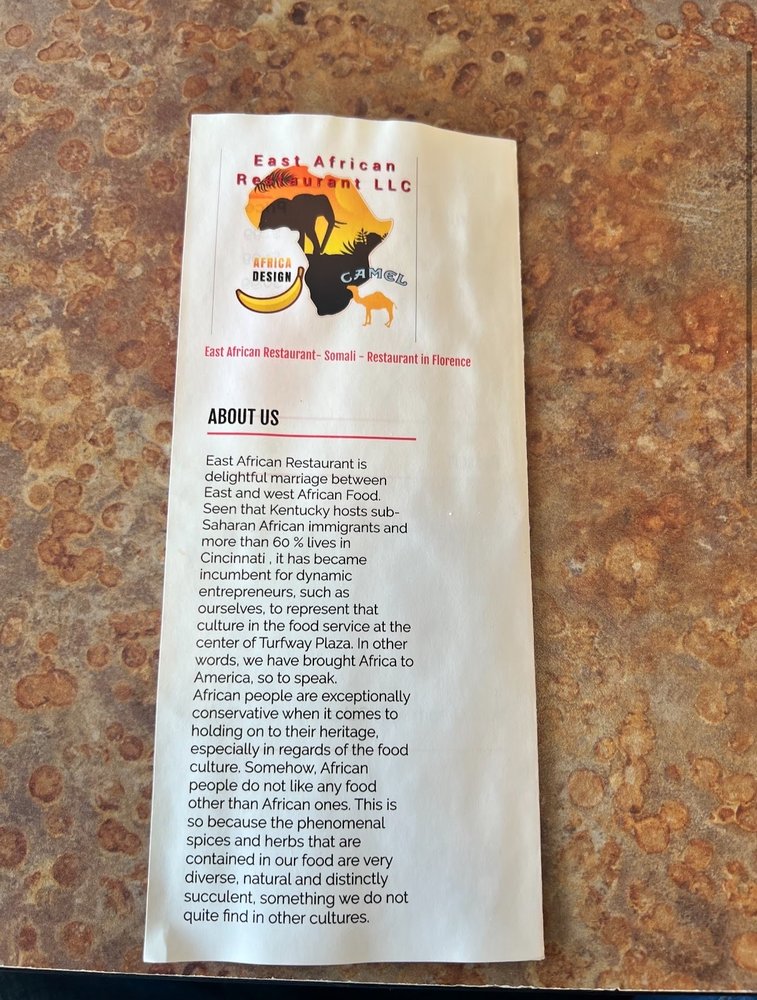 East African
Restaurant LLC
AFRICA
DESIGN
CAMEL
East African Restaurant- Somali - Restaurant in Florence
ABOUT US
East African Restaurant is
delightful marriage between
East and west African Food.
Seen that Kentucky hosts sub-
Saharan African immigrants and
more than 60 % lives in
Cincinnati , it has became
incumbent for dynamic
entrepreneurs, such as
ourselves, to represent that
culture in the food service at the
center of Turfway Plaza. In other
words, we have brought Africa to
America, so to speak.
African people are exceptionally
conservative when it comes to
holding on to their heritage,
especially in regards of the food
culture. Somehow, African
people do not like any food
other than African ones. This is
so because the phenomenal
spices and herbs that are
contained in our food are very
diverse, natural and distinctly
succulent, something we do not
quite find in other cultures.